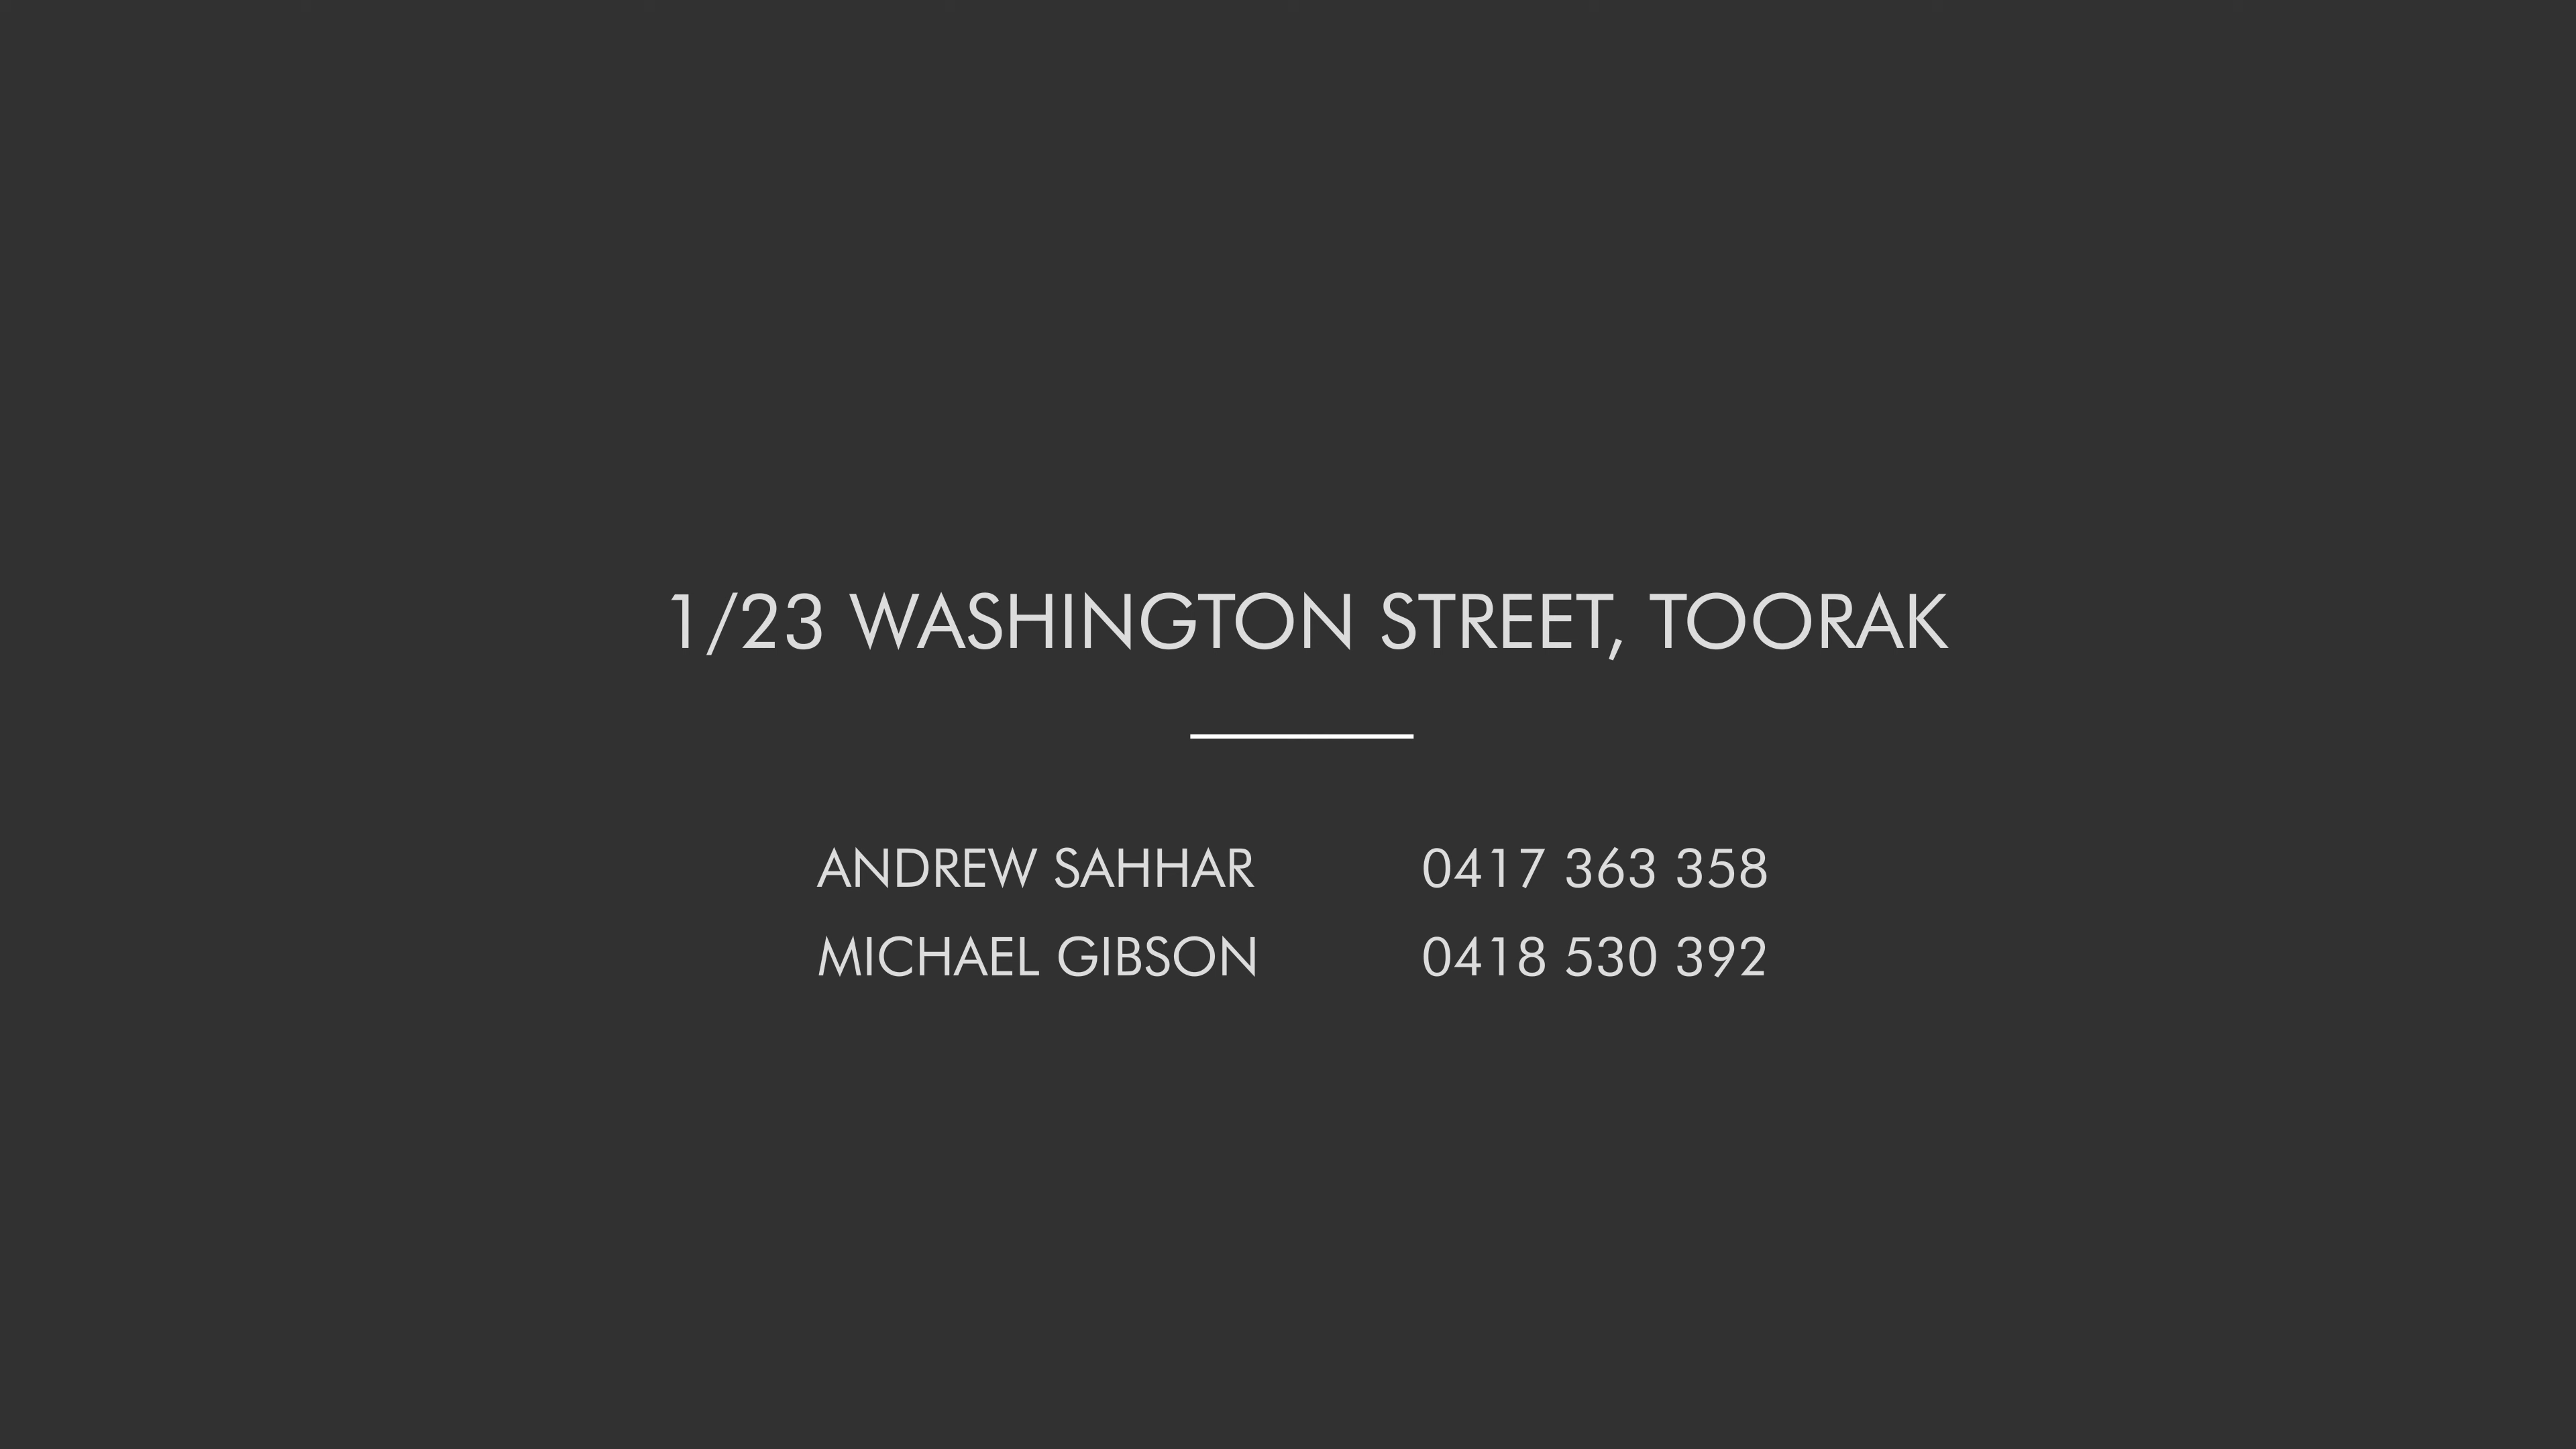 1/23 WASHINGTON STREET, TOORAK
ANDREW SAHHAR 0417 363 358
MICHAEL GIBSON 0418 530 392